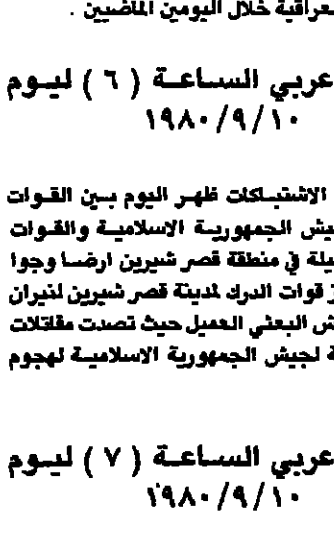 عراقية خلال اليومين الماضيين .
عربي الساعة ( ٦ ) ليوم
١٩٨٠/٩/١٠
الاشتباكات ظهر اليوم بين القوات
يش الجمهورية الاسلامية والقوات
يلة في منطقة قصر شيرين ارضا وجوا
قوات الدرك لمدينة قصر شيرين لنيران
ش البعثي العميل حيث تصدت مقاتلات
ة لجيش الجمهورية الاسلامية لهجوم
عربي الساعة ( ٧ ) ليوم
١٩٨٠/٩/١٠